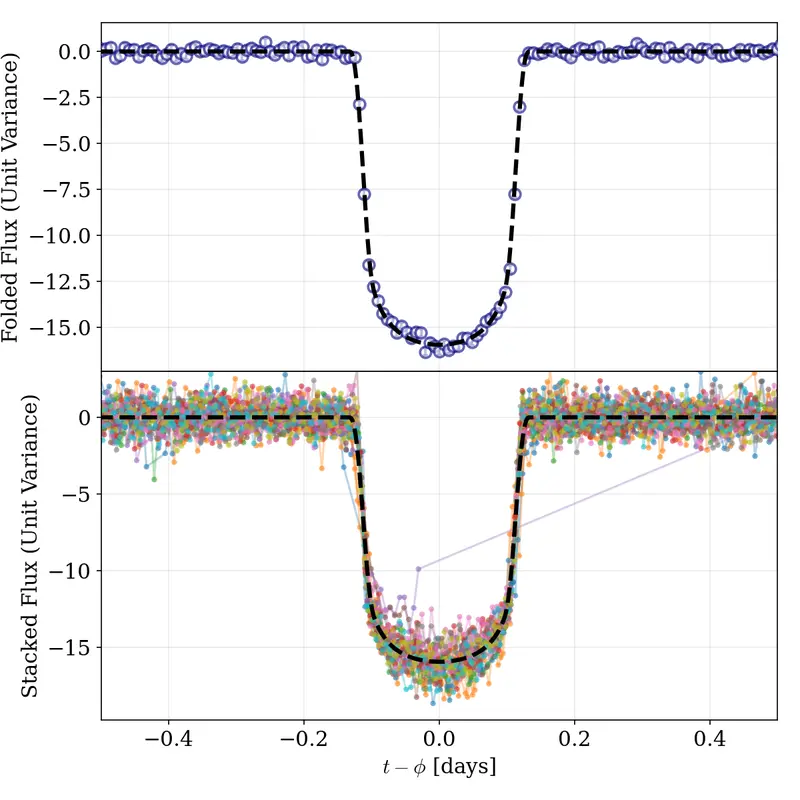 Folded Flux (Unit Variance)
0.0
−2.5
−5.0
−7.5
−10.0
−12.5
−15.0
Stacked Flux (Unit Variance)
0
−5
−10
−15
−0.4 −0.2 0.0 0.2 0.4
t − ϕ [days]